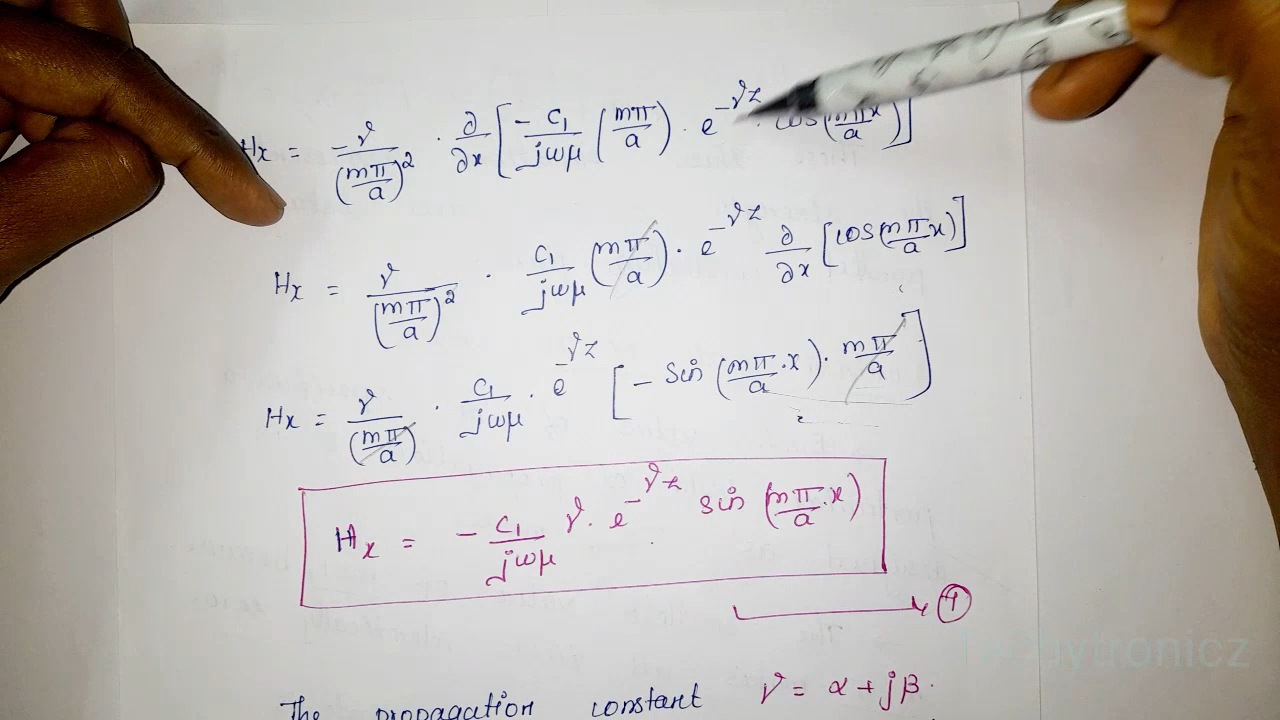 Hx = -γ/(mπ/a)² · ∂/∂x [-C₁/jωμ (mπ/a) · e^-γz · cos(mπx/a)]
Hx = γ/(mπ/a)² · C₁/jωμ (mπ/a) · e^-γz ∂/∂x [cos(mπ/a x)]
Hx = γ/(mπ/a) · C₁/jωμ · e^-γz [- sin (mπ/a · x) · mπ/a]
Hx = - C₁/jωμ γ · e^-γz sin (mπ/a · x)
The propagation constant γ = α + jβ.
Techytronicz